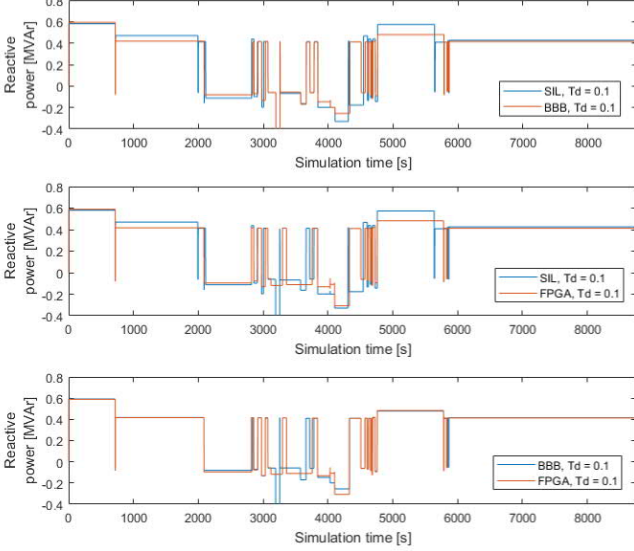 0.8
0.6
0.4
0.2
0
-0.2
-0.4
Reactive
power [MVAr]
0 1000 2000 3000 4000 5000 6000 7000 8000
Simulation time [s]
SIL, Td = 0.1
BBB, Td = 0.1
0.8
0.6
0.4
0.2
0
-0.2
-0.4
Reactive
power [MVAr]
0 1000 2000 3000 4000 5000 6000 7000 8000
Simulation time [s]
SIL, Td = 0.1
FPGA, Td = 0.1
0.8
0.6
0.4
0.2
0
-0.2
-0.4
Reactive
power [MVAr]
0 1000 2000 3000 4000 5000 6000 7000 8000
Simulation time [s]
BBB, Td = 0.1
FPGA, Td = 0.1